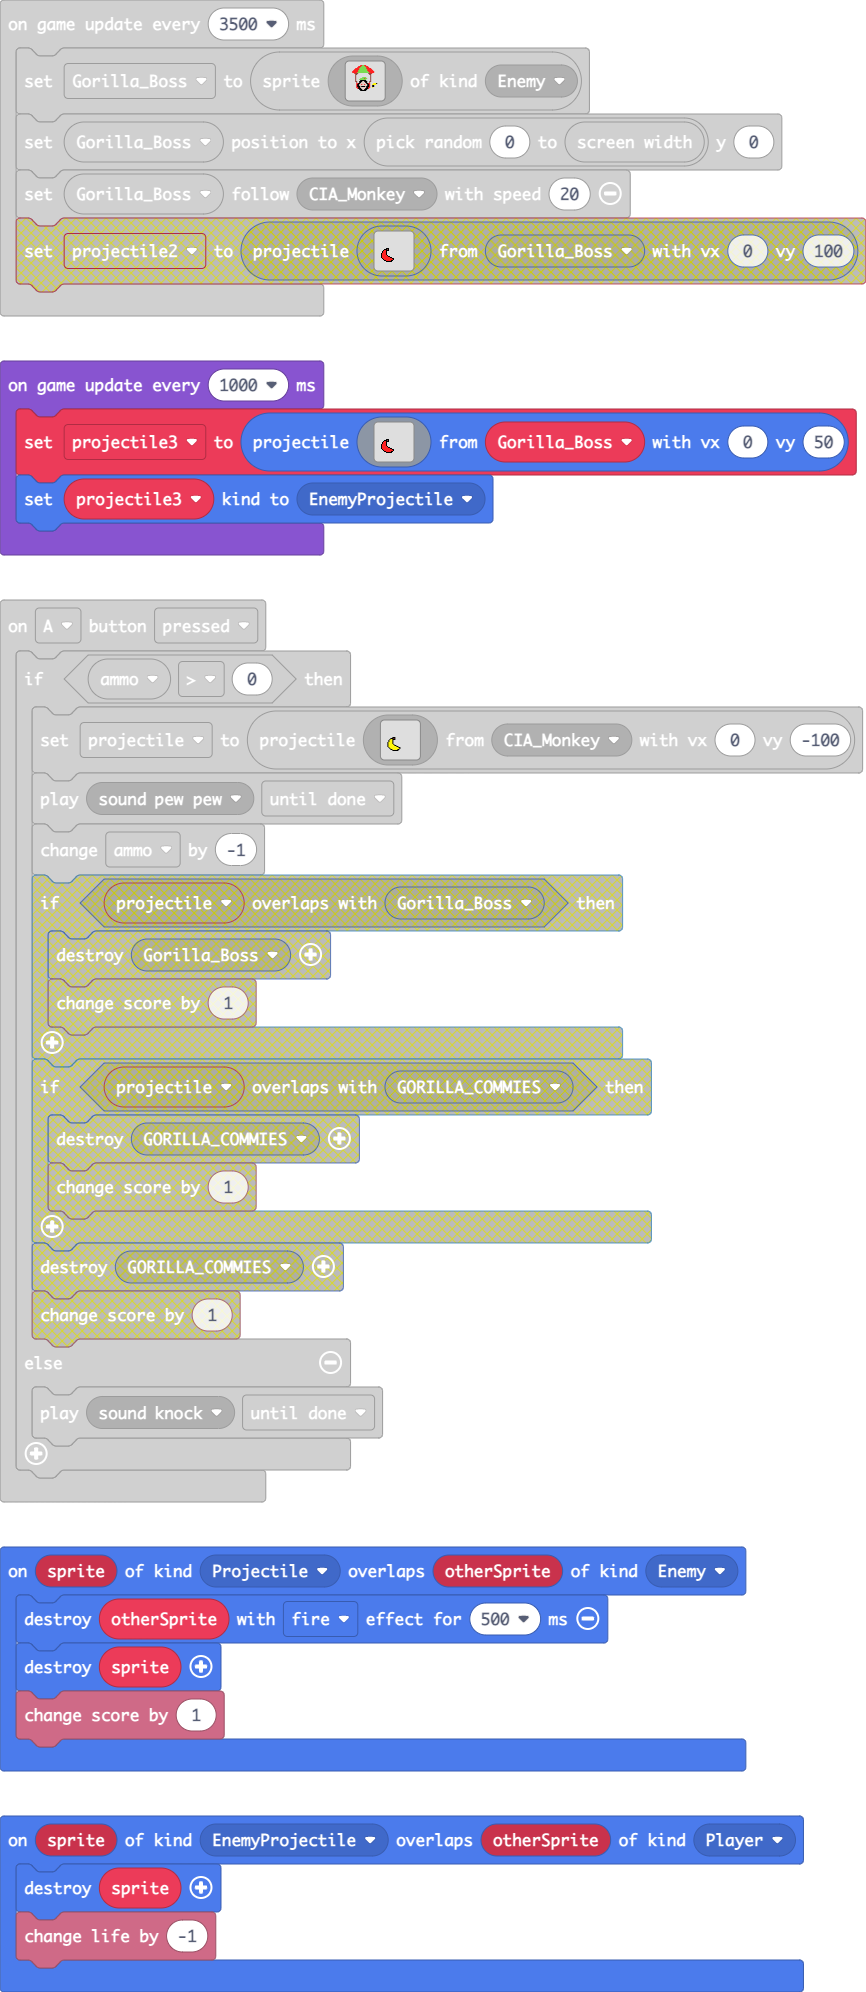 on game update every 3500 ms
set Gorilla_Boss to sprite of kind Enemy
set Gorilla_Boss position to x pick random 0 to screen width y 0
set Gorilla_Boss follow CIA_Monkey with speed 20
set projectile2 to projectile from Gorilla_Boss with vx 0 vy 100
on game update every 1000 ms
set projectile3 to projectile from Gorilla_Boss with vx 0 vy 50
set projectile3 kind to EnemyProjectile
on A button pressed
if ammo > 0 then
set projectile to projectile from CIA_Monkey with vx 0 vy -100
play sound pew pew until done
change ammo by -1
if projectile overlaps with Gorilla_Boss then
destroy Gorilla_Boss
change score by 1
if projectile overlaps with GORILLA_COMMIES then
destroy GORILLA_COMMIES
change score by 1
destroy GORILLA_COMMIES
change score by 1
else
play sound knock until done
on sprite of kind Projectile overlaps otherSprite of kind Enemy
destroy otherSprite with fire effect for 500 ms
destroy sprite
change score by 1
on sprite of kind EnemyProjectile overlaps otherSprite of kind Player
destroy sprite
change life by -1